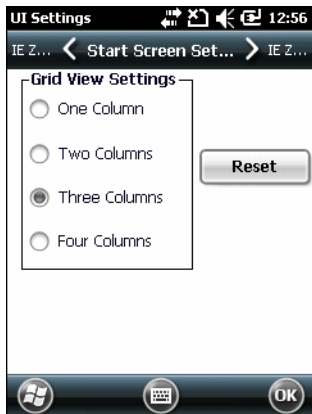 UI Settings 12:56
IE Z... Start Screen Set... IE Z...
Grid View Settings
One Column
Two Columns
Three Columns
Four Columns
Reset
OK